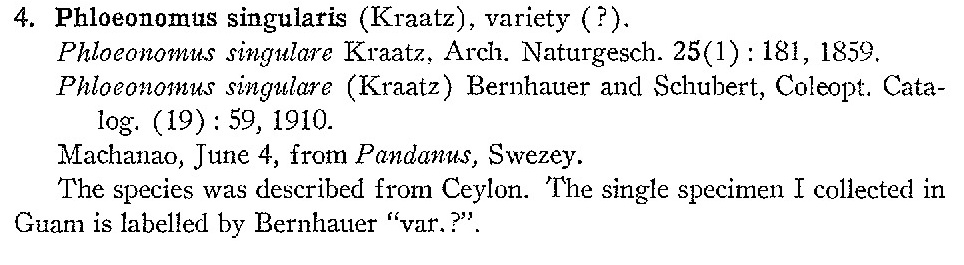 4. Phloeonomus singularis (Kraatz), variety (?).
Phloeonomus singulare Kraatz, Arch. Naturgesch. 25(1) : 181, 1859.
Phloeonomus singulare (Kraatz) Bernhauer and Schubert, Coleopt. Cata-
log. (19) : 59, 1910.
Machanao, June 4, from Pandanus, Swezey.
The species was described from Ceylon. The single specimen I collected in
Guam is labelled by Bernhauer “var.?”.